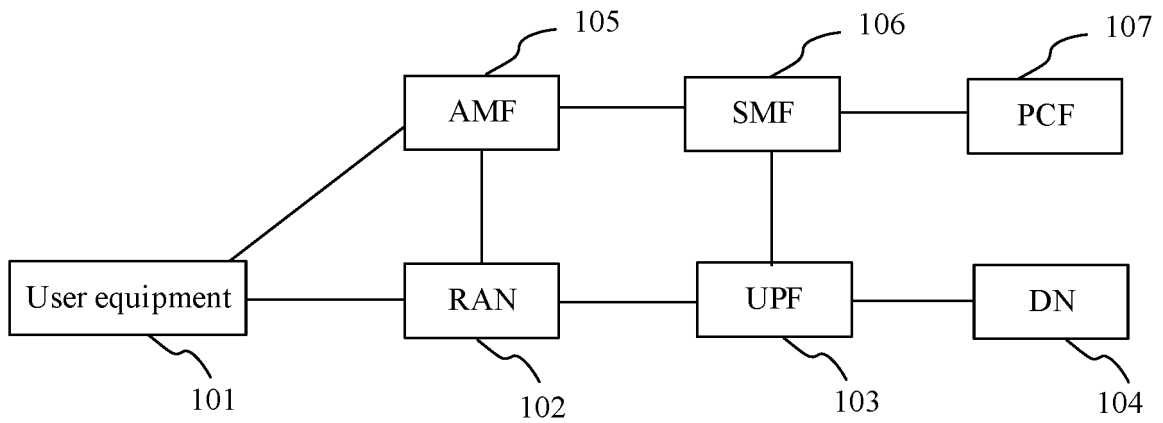 105
106
107
AMF
SMF
PCF
User equipment
RAN
UPF
DN
101
102
103
104